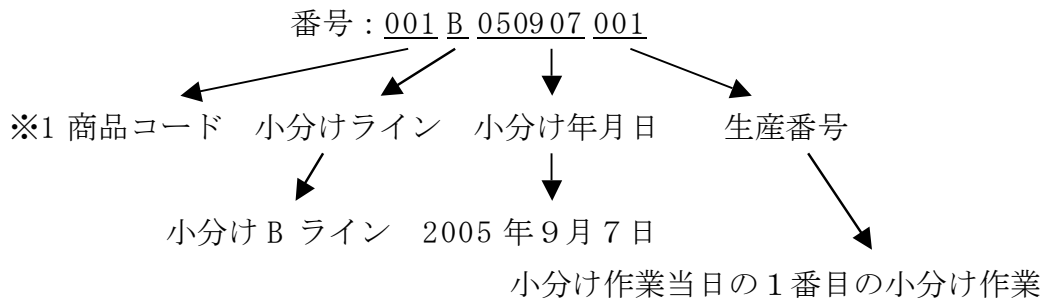 番号：001 B 050907 001
※1 商品コード　小分けライン　小分け年月日　生産番号
小分け B ライン　2005 年９月７日
小分け作業当日の１番目の小分け作業